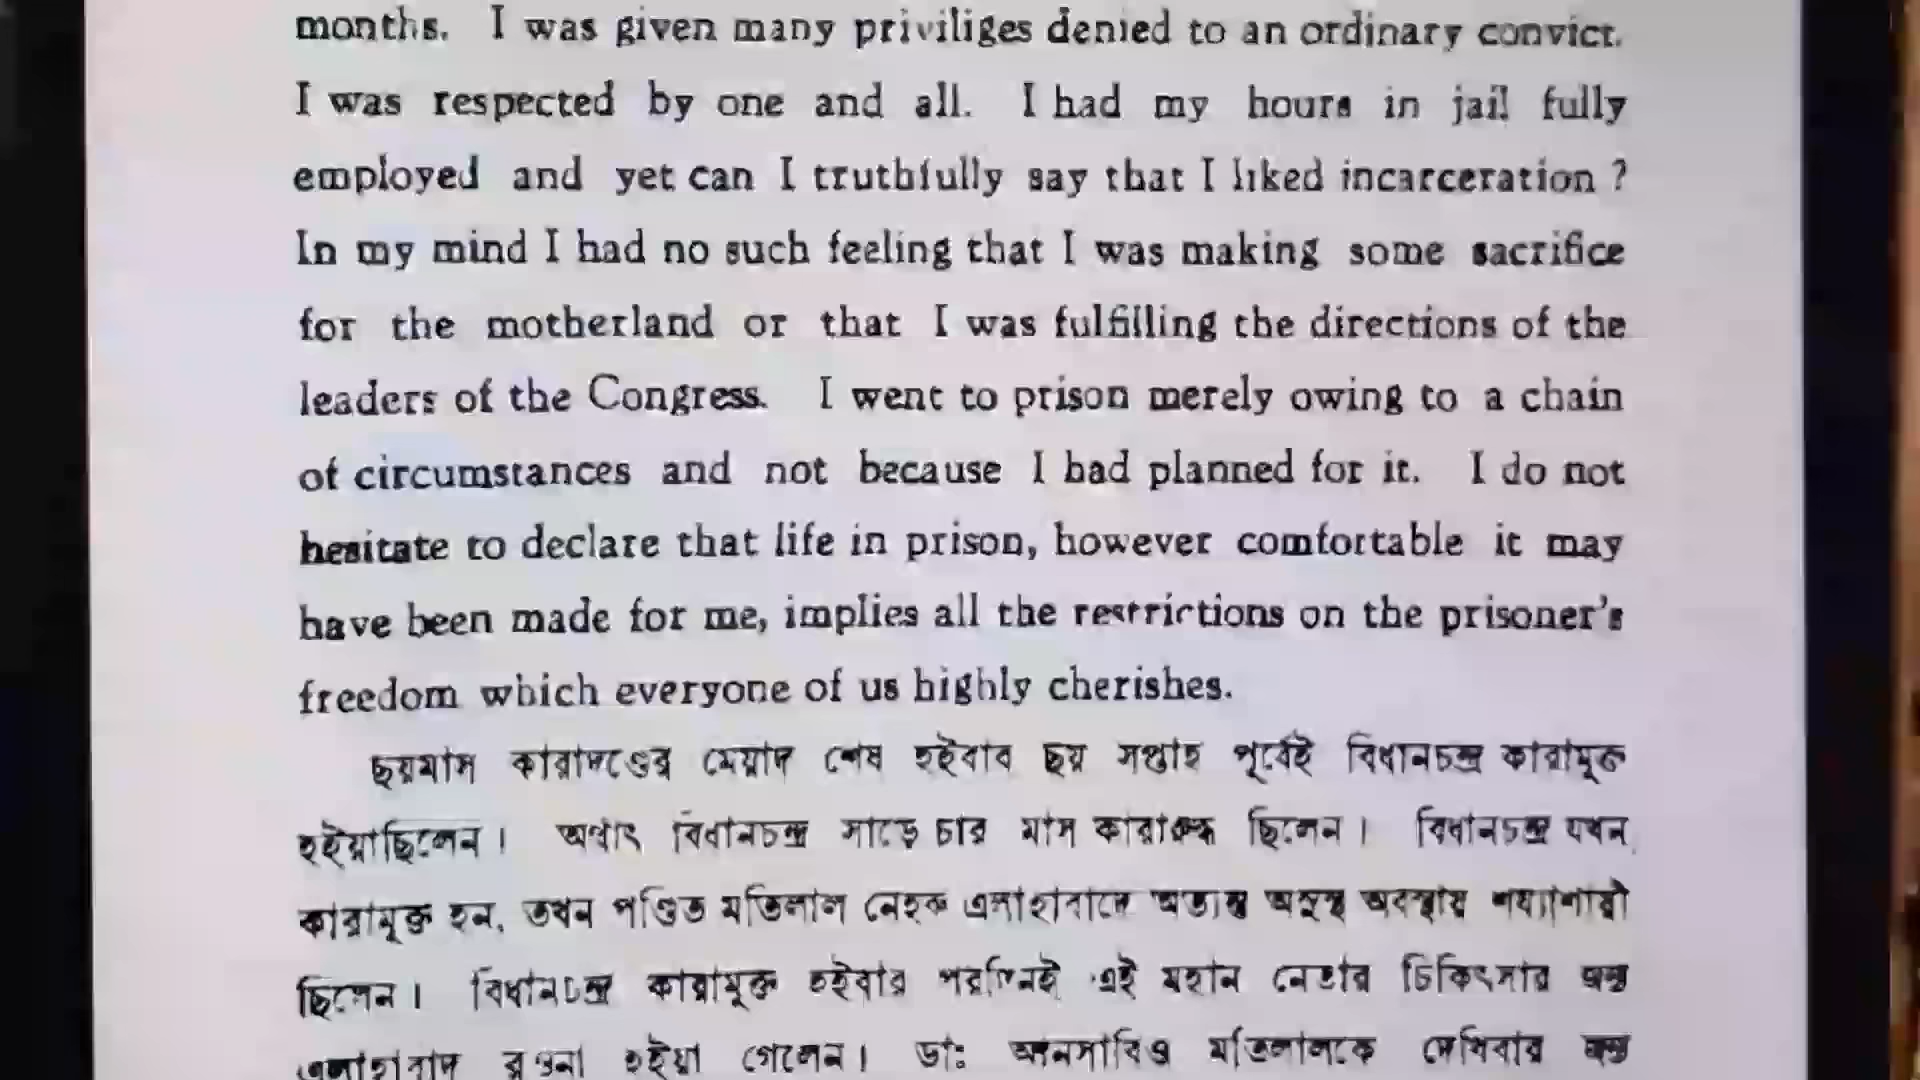 months. I was given many priviliges denied to an ordinary convict.
I was respected by one and all. I had my hours in jail fully
employed and yet can I truthfully say that I liked incarceration ?
In my mind I had no such feeling that I was making some sacrifice
for the motherland or that I was fulfilling the directions of the
leaders of the Congress. I went to prison merely owing to a chain
of circumstances and not because I had planned for it. I do not
hesitate to declare that life in prison, however comfortable it may
have been made for me, implies all the restrictions on the prisoner's
freedom which everyone of us highly cherishes.
ছয়মাস কারাদণ্ডের মেয়াদ শেষ হইবার ছয় সপ্তাহ পূর্বেই বিধানচন্দ্র কারামুক্ত
হইয়াছিলেন। অর্থাৎ বিধানচন্দ্র সাড়ে চার মাস কারারুদ্ধ ছিলেন। বিধানচন্দ্র যখন
কারামুক্ত হন, তখন পণ্ডিত মতিলাল নেহরু এলাহাবাদে অত্যন্ত অসুস্থ অবস্থায় শয্যাশায়ী
ছিলেন। বিধানচন্দ্র কারামুক্ত হইবার পরদিনই এই মহান নেতার চিকিৎসার জন্য
এলাহাবাদ রওনা হইয়া গেলেন। ডাঃ আনসারিও মতিলালকে দেখিবার জন্য